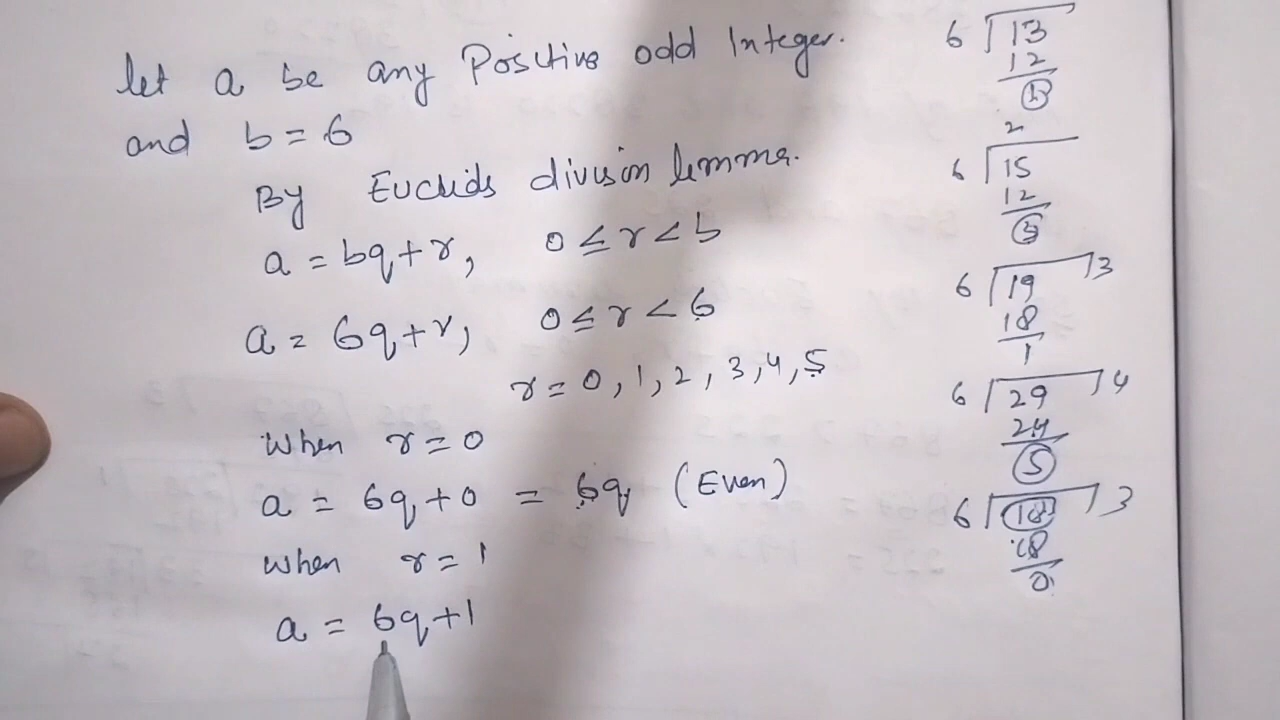 let a be any Positive odd Integer.
and b = 6
By Euclids divison lemma.
a = bq + r, 0 ≤ r < b
a = 6q + r, 0 ≤ r < 6
r = 0, 1, 2, 3, 4, 5
When r = 0
a = 6q + 0 = 6q (Even)
When r = 1
a = 6q + 1
6 13
12
2
6 15
12
3
6 19 3
18
1
6 29 4
24
5
6 18 3
18
0